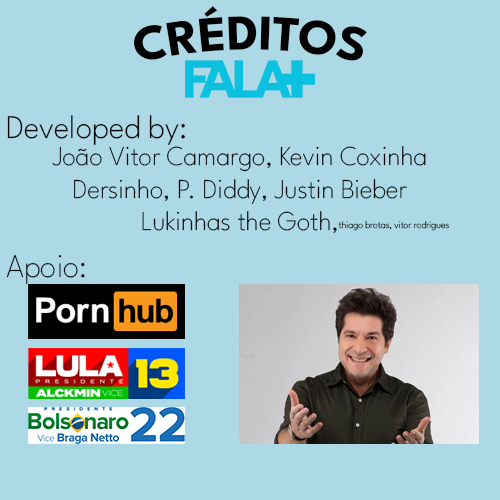 CRÉDITOS
FALA+
Developed by:
João Vitor Camargo, Kevin Coxinha
Dersinho, P. Diddy, Justin Bieber
Lukinhas the Goth,thiago brotas, vitor rodrigues
Apoio:
Porn hub
LULA 13
PRESIDENTE
ALCKMIN VICE
PRESIDENTE
Bolsonaro 22
Vice Braga Netto